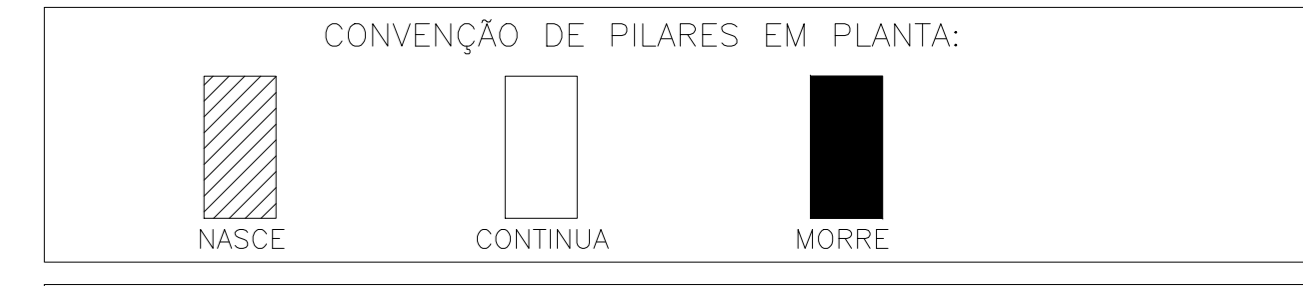 CONVENÇÃO DE PILARES EM PLANTA:
NASCE
CONTINUA
MORRE